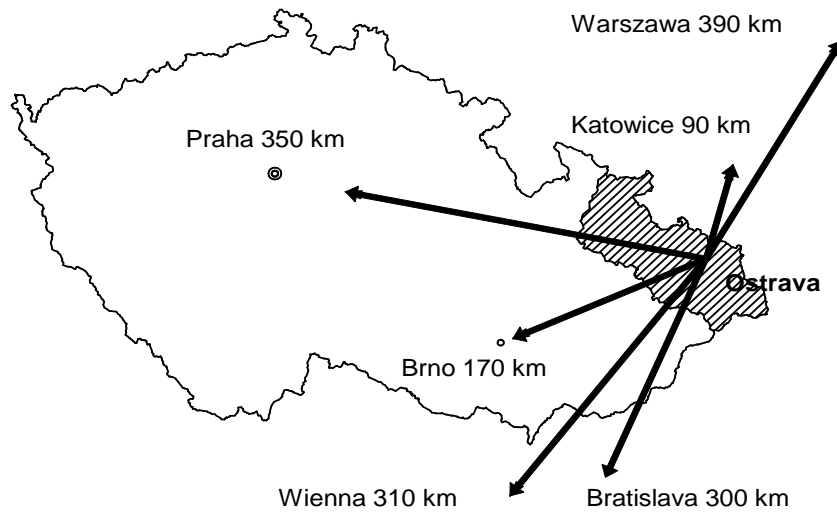 Warszawa 390 km
Katowice 90 km
Praha 350 km
Ostrava
Brno 170 km
Wienna 310 km
Bratislava 300 km